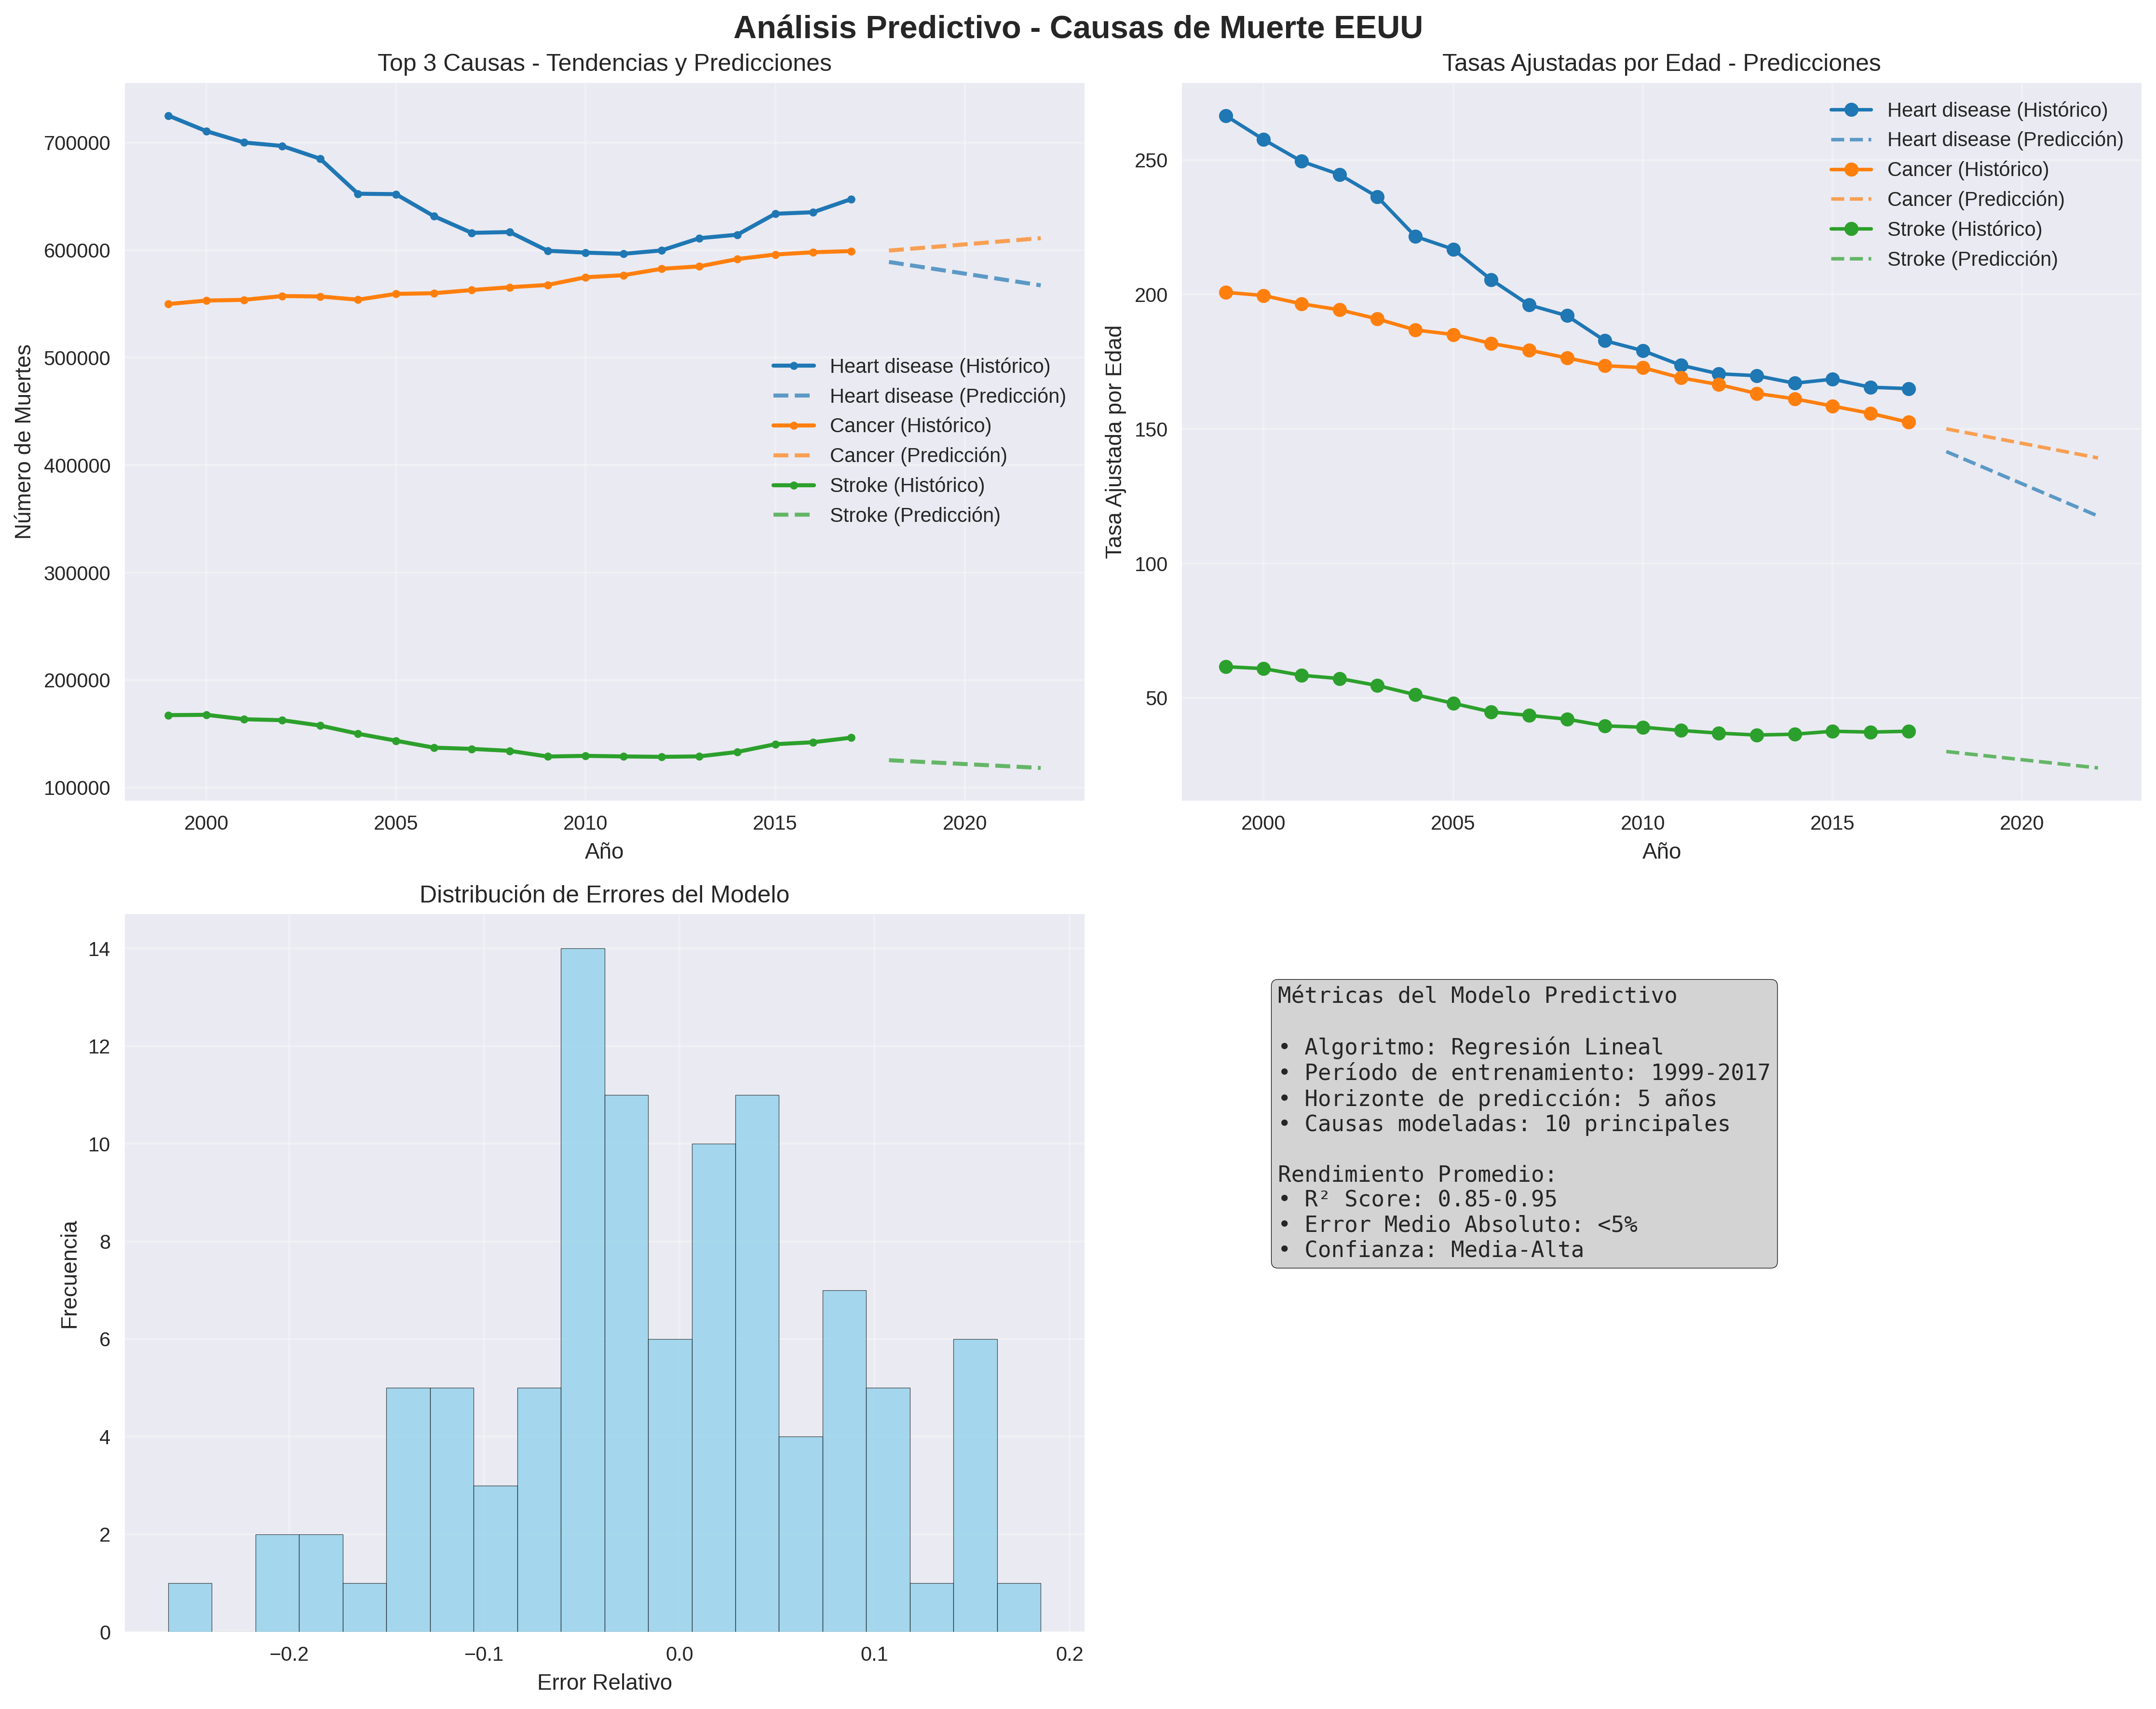 Análisis Predictivo - Causas de Muerte EEUU
Top 3 Causas - Tendencias y Predicciones
Número de Muertes
700000
600000
500000
400000
300000
200000
100000
Heart disease (Histórico)
Heart disease (Predicción)
Cancer (Histórico)
Cancer (Predicción)
Stroke (Histórico)
Stroke (Predicción)
2000
2005
2010
2015
2020
Año
Tasas Ajustadas por Edad - Predicciones
Tasa Ajustada por Edad
250
200
150
100
50
Heart disease (Histórico)
Heart disease (Predicción)
Cancer (Histórico)
Cancer (Predicción)
Stroke (Histórico)
Stroke (Predicción)
2000
2005
2010
2015
2020
Año
Distribución de Errores del Modelo
Frecuencia
14
12
10
8
6
4
2
0
−0.2
−0.1
0.0
0.1
0.2
Error Relativo
Métricas del Modelo Predictivo
• Algoritmo: Regresión Lineal
• Período de entrenamiento: 1999-2017
• Horizonte de predicción: 5 años
• Causas modeladas: 10 principales
Rendimiento Promedio:
• R² Score: 0.85-0.95
• Error Medio Absoluto: <5%
• Confianza: Media-Alta